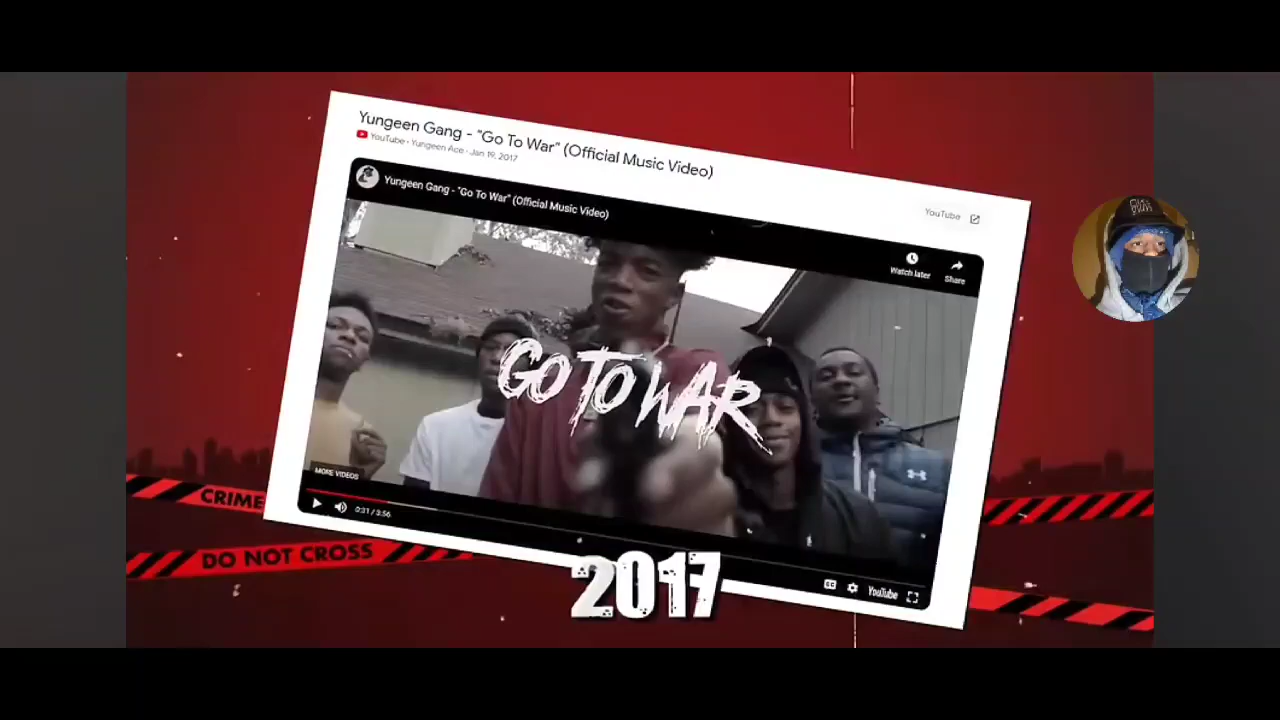 Yungeen Gang - "Go To War" (Official Music Video)
YouTube · Yungeen Ace · Jan 19, 2017
YouTube
Yungeen Gang - "Go To War" (Official Music Video)
Watch later
Share
GO TO WAR
MORE VIDEOS
0:31 / 3:56
CC
YouTube
CRIME
DO NOT CROSS
2017